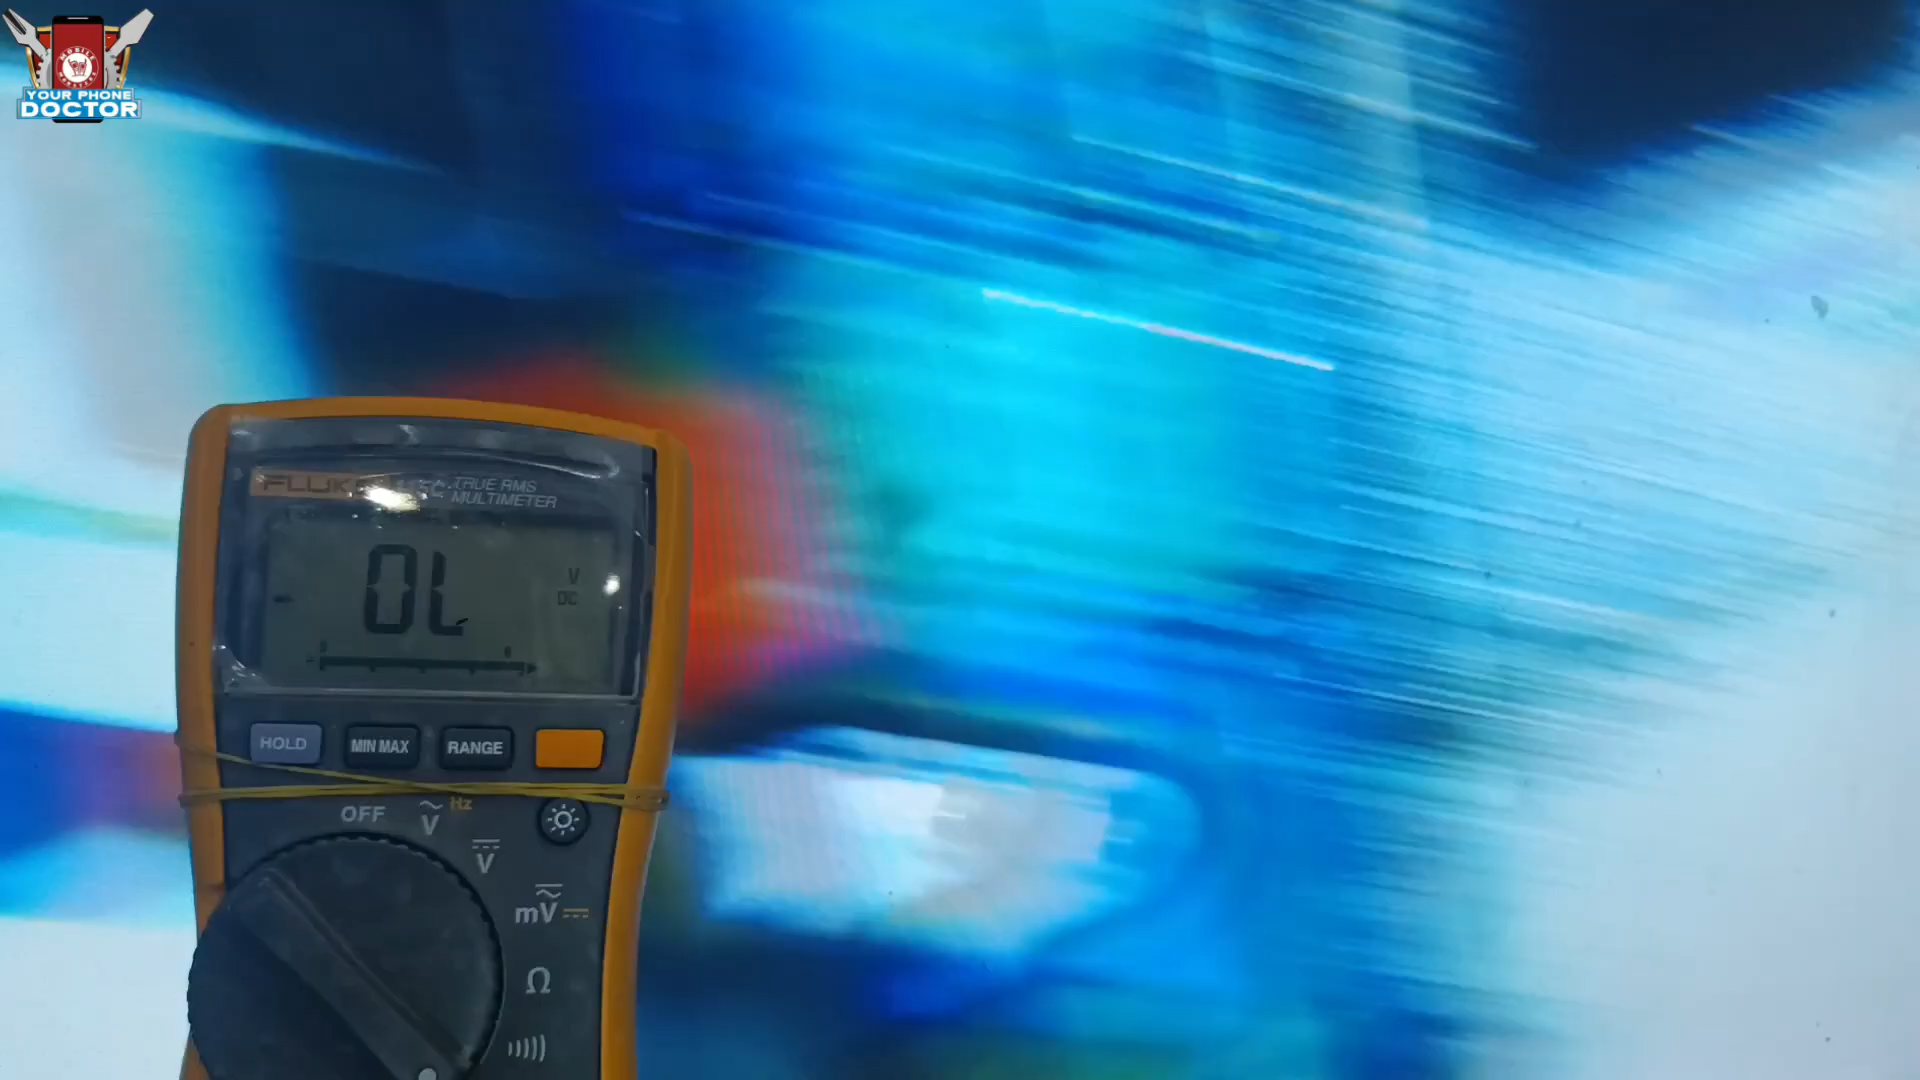 YOUR PHONE
DOCTOR
TRUE RMS
MULTIMETER
OL
V
DC
HOLD
MIN MAX
RANGE
OFF
V
Hz
V
mV
Ω